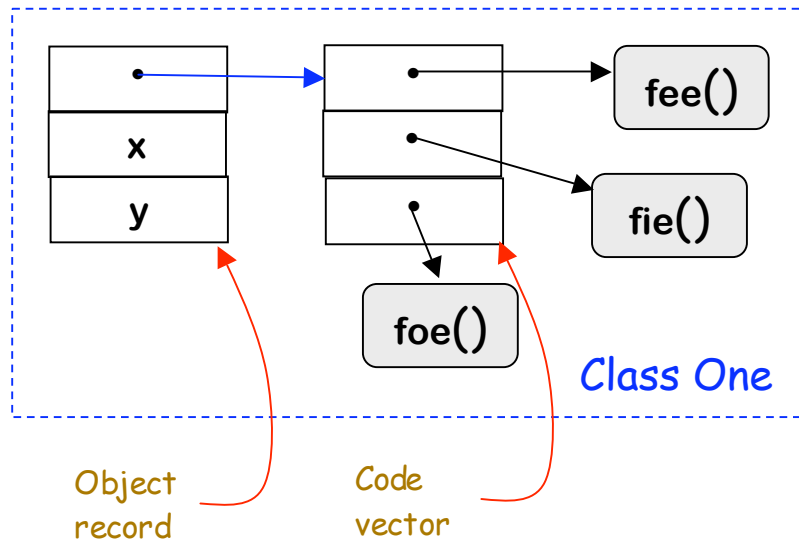 fee()
x
fie()
y
foe()
Class One
Object
record
Code
vector